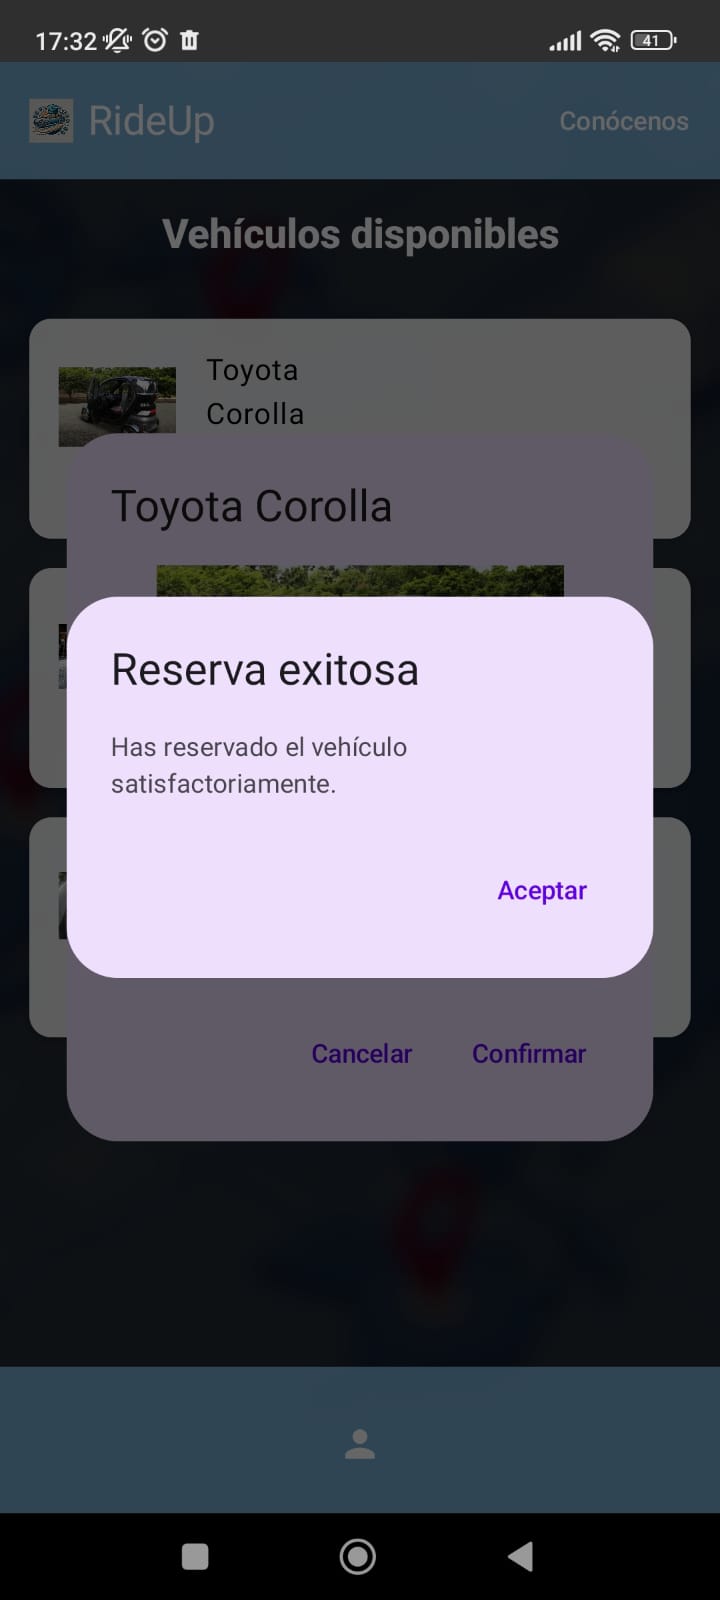 17:32
41
RideUp
Conócenos
Vehículos disponibles
Toyota
Corolla
Toyota Corolla
Reserva exitosa
Has reservado el vehículo
satisfactoriamente.
Aceptar
Cancelar
Confirmar